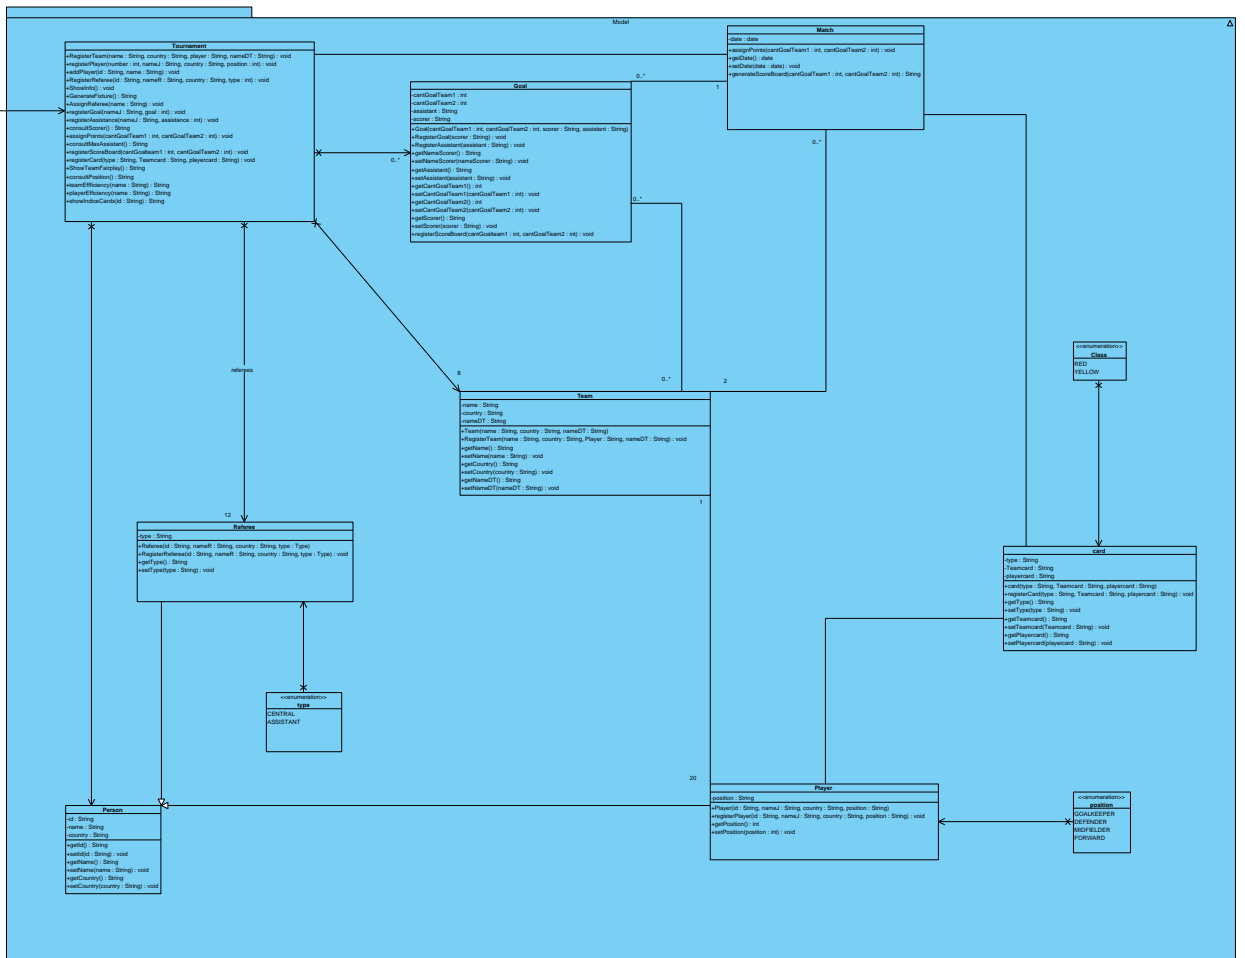 Model
Tournament
+RegisterTeam(name : String, country : String, player : String, nameDT : String) : void
+registerPlayer(number : int, nameJ : String, country : String, position : int) : void
+addPlayer(id : String, name : String) : void
+RegisterReferee(id : String, nameR : String, country : String, type : int) : void
+ShowInfo() : void
+GenerateFixture() : String
+AssignReferee(name : String) : void
+registerGoal(nameJ : String, goal : int) : void
+registerAssistance(nameJ : String, assistance : int) : void
+consultScorer() : String
+assignPoints(cantGoalTeam1 : int, cantGoalTeam2 : int) : void
+consultMaxAssistant() : String
+registerScoreBoard(cantGoalteam1 : int, cantGoalTeam2 : int) : void
+registerCard(type : String, Teamcard : String, playercard : String) : void
+ShowTeamFairplay() : String
+consultPosition() : String
+teamEfficiency(name : String) : String
+playerEfficiency(name : String) : String
+showIndiceCards(id : String) : String
Match
-date : date
+assignPoints(cantGoalTeam1 : int, cantGoalTeam2 : int) : void
+getDate() : date
+setDate(date : date) : void
+generateScoreBoard(cantGoalTeam1 : int, cantGoalTeam2 : int) : String
0..*
1
0..*
Goal
-cantGoalTeam1 : int
-cantGoalTeam2 : int
-assistant : String
-scorer : String
+Goal(cantGoalTeam1 : int, cantGoalTeam2 : int, scorer : String, assistant : String)
+RegisterGoal(scorer : String) : void
+RegisterAssistant(assistant : String) : void
+getNameScorer() : String
+setNameScorer(nameScorer : String) : void
+getAssistant() : String
+setAssistant(assistant : String) : void
+getCantGoalTeam1() : int
+setCantGoalTeam1(cantGoalTeam1 : int) : void
+getCantGoalTeam2() : int
+setCantGoalTeam2(cantGoalTeam2 : int) : void
+getScorer() : String
+setScorer(scorer : String) : void
+registerScoreBoard(cantGoalteam1 : int, cantGoalTeam2 : int) : void
0..*
0..*
referees
8
0..*
2
<<enumeration>>
Class
RED
YELLOW
Team
-name : String
-country : String
-nameDT : String
+Team(name : String, country : String, nameDT : String)
+RegisterTeam(name : String, country : String, Player : String, nameDT : String) : void
+getName() : String
+setName(name : String) : void
+getCountry() : String
+setCountry(country : String) : void
+getNameDT() : String
+setNameDT(nameDT : String) : void
1
12
Referee
-type : String
+Referee(id : String, nameR : String, country : String, type : Type)
+RegisterReferee(id : String, nameR : String, country : String, type : Type) : void
+getType() : String
+setType(type : String) : void
card
-type : String
-Teamcard : String
-playercard : String
+card(type : String, Teamcard : String, playercard : String)
+registerCard(type : String, Teamcard : String, playercard : String) : void
+getType() : String
+setType(type : String) : void
+getTeamcard() : String
+setTeamcard(Teamcard : String) : void
+getPlayercard() : String
+setPlayercard(playercard : String) : void
<<enumeration>>
type
CENTRAL
ASSISTANT
20
Player
-position : String
+Player(id : String, nameJ : String, country : String, position : String)
+registerPlayer(id : String, nameJ : String, country : String, position : String) : void
+getPosition() : int
+setPosition(position : int) : void
<<enumeration>>
position
GOALKEEPER
DEFENDER
MIDFIELDER
FORWARD
Person
-id : String
-name : String
-country : String
+getId() : String
+setId(id : String) : void
+getName() : String
+setName(name : String) : void
+getCountry() : String
+setCountry(country : String) : void